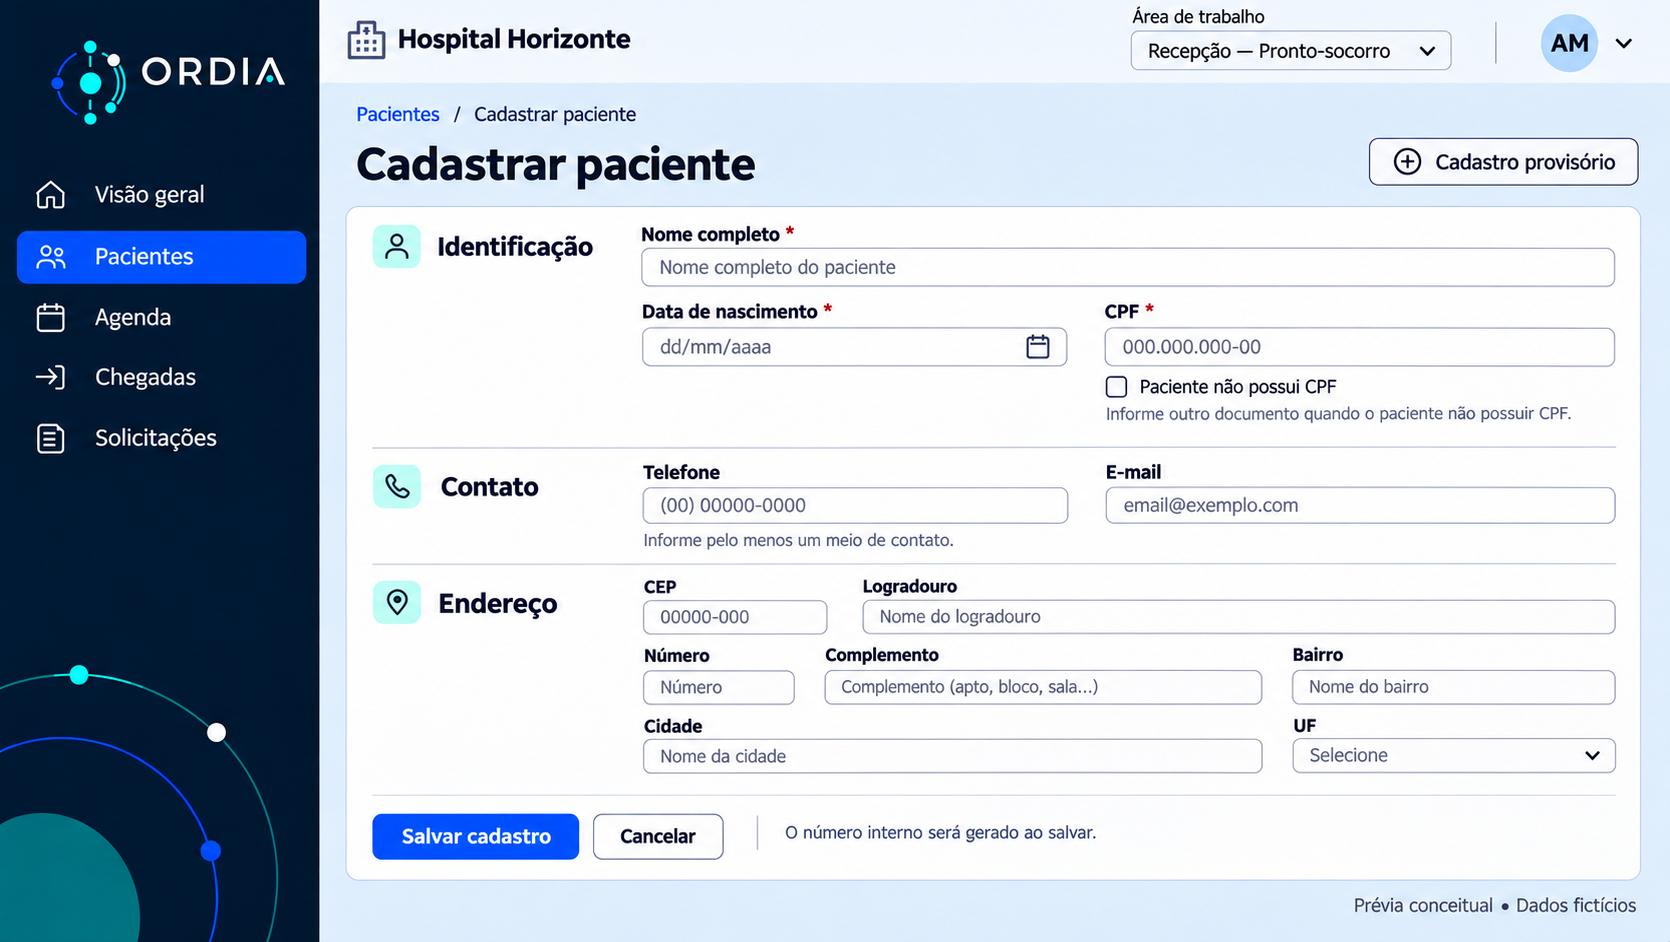 ORDIA
Visão geral
Pacientes
Agenda
Chegadas
Solicitações
Hospital Horizonte
Área de trabalho
Recepção — Pronto-socorro
AM
Pacientes / Cadastrar paciente
Cadastrar paciente
Cadastro provisório
Identificação
Nome completo *
Nome completo do paciente
Data de nascimento *
dd/mm/aaaa
CPF *
000.000.000-00
Paciente não possui CPF
Informe outro documento quando o paciente não possuir CPF.
Contato
Telefone
(00) 00000-0000
Informe pelo menos um meio de contato.
E-mail
email@exemplo.com
Endereço
CEP
00000-000
Logradouro
Nome do logradouro
Número
Número
Complemento
Complemento (apto, bloco, sala...)
Bairro
Nome do bairro
Cidade
Nome da cidade
UF
Selecione
Salvar cadastro
Cancelar
O número interno será gerado ao salvar.
Prévia conceitual • Dados fictícios